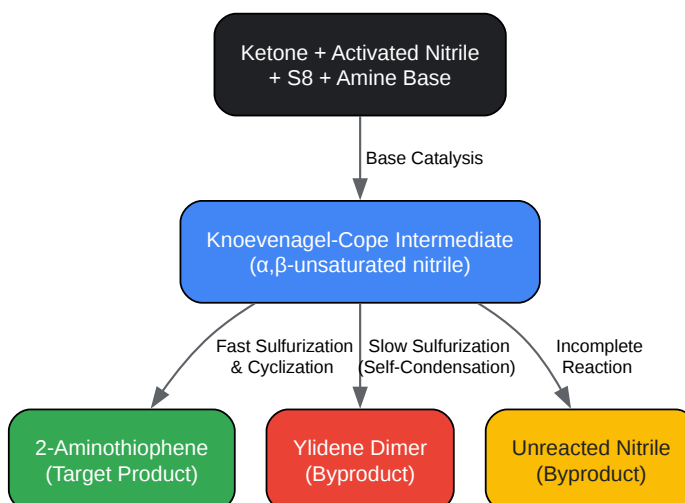 Ketone + Activated Nitrile
+ S8 + Amine Base
Base Catalysis
Knoevenagel-Cope Intermediate
(α,β-unsaturated nitrile)
Fast Sulfurization
& Cyclization
Slow Sulfurization
(Self-Condensation)
Incomplete
Reaction
2-Aminothiophene
(Target Product)
Ylidene Dimer
(Byproduct)
Unreacted Nitrile
(Byproduct)